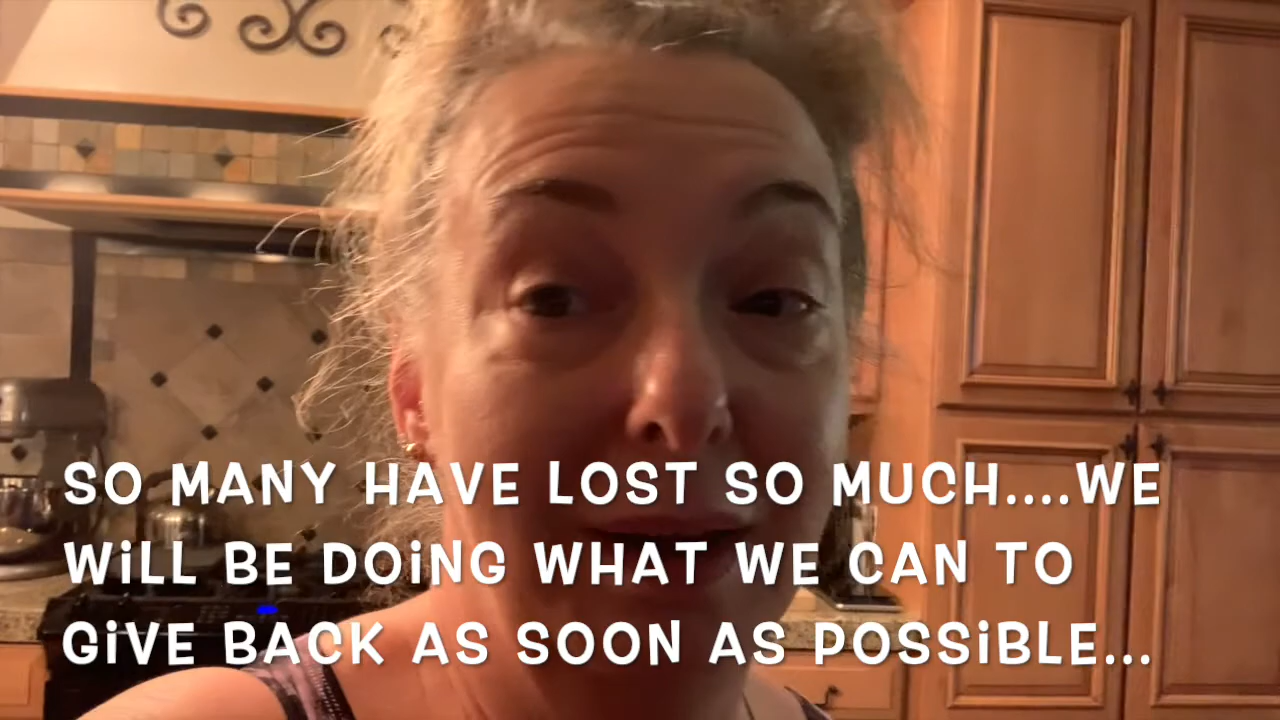 SO MANY HAVE LOST SO MUCH....WE
WiLL BE DOiNG WHAT WE CAN TO
GiVE BACK AS SOON AS POSSiBLE...